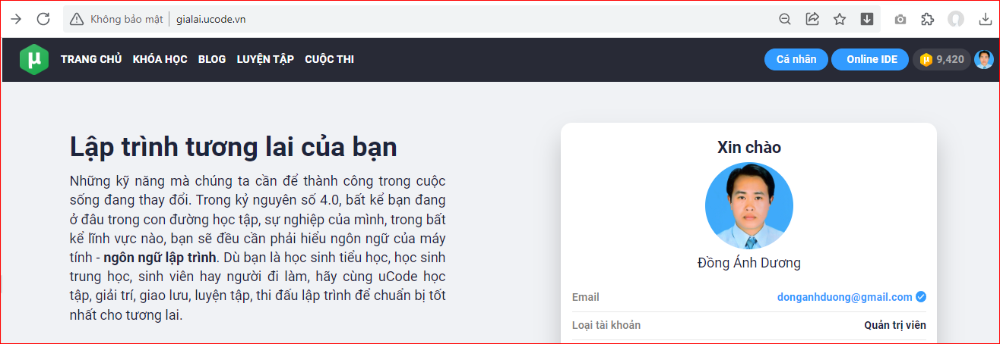 Không bảo mật gialai.ucode.vn
µ TRANG CHỦ KHÓA HỌC BLOG LUYỆN TẬP CUỘC THI Cá nhân Online IDE µ 9,420
Lập trình tương lai của bạn
Những kỹ năng mà chúng ta cần để thành công trong cuộc
sống đang thay đổi. Trong kỷ nguyên số 4.0, bất kể bạn đang
ở đâu trong con đường học tập, sự nghiệp của mình, trong bất
kể lĩnh vực nào, bạn sẽ đều cần phải hiểu ngôn ngữ của máy
tính - ngôn ngữ lập trình. Dù bạn là học sinh tiểu học, học sinh
trung học, sinh viên hay người đi làm, hãy cùng uCode học
tập, giải trí, giao lưu, luyện tập, thi đấu lập trình để chuẩn bị tốt
nhất cho tương lai.
Xin chào
Đồng Ánh Dương
Email donganhduong@gmail.com
Loại tài khoản Quản trị viên